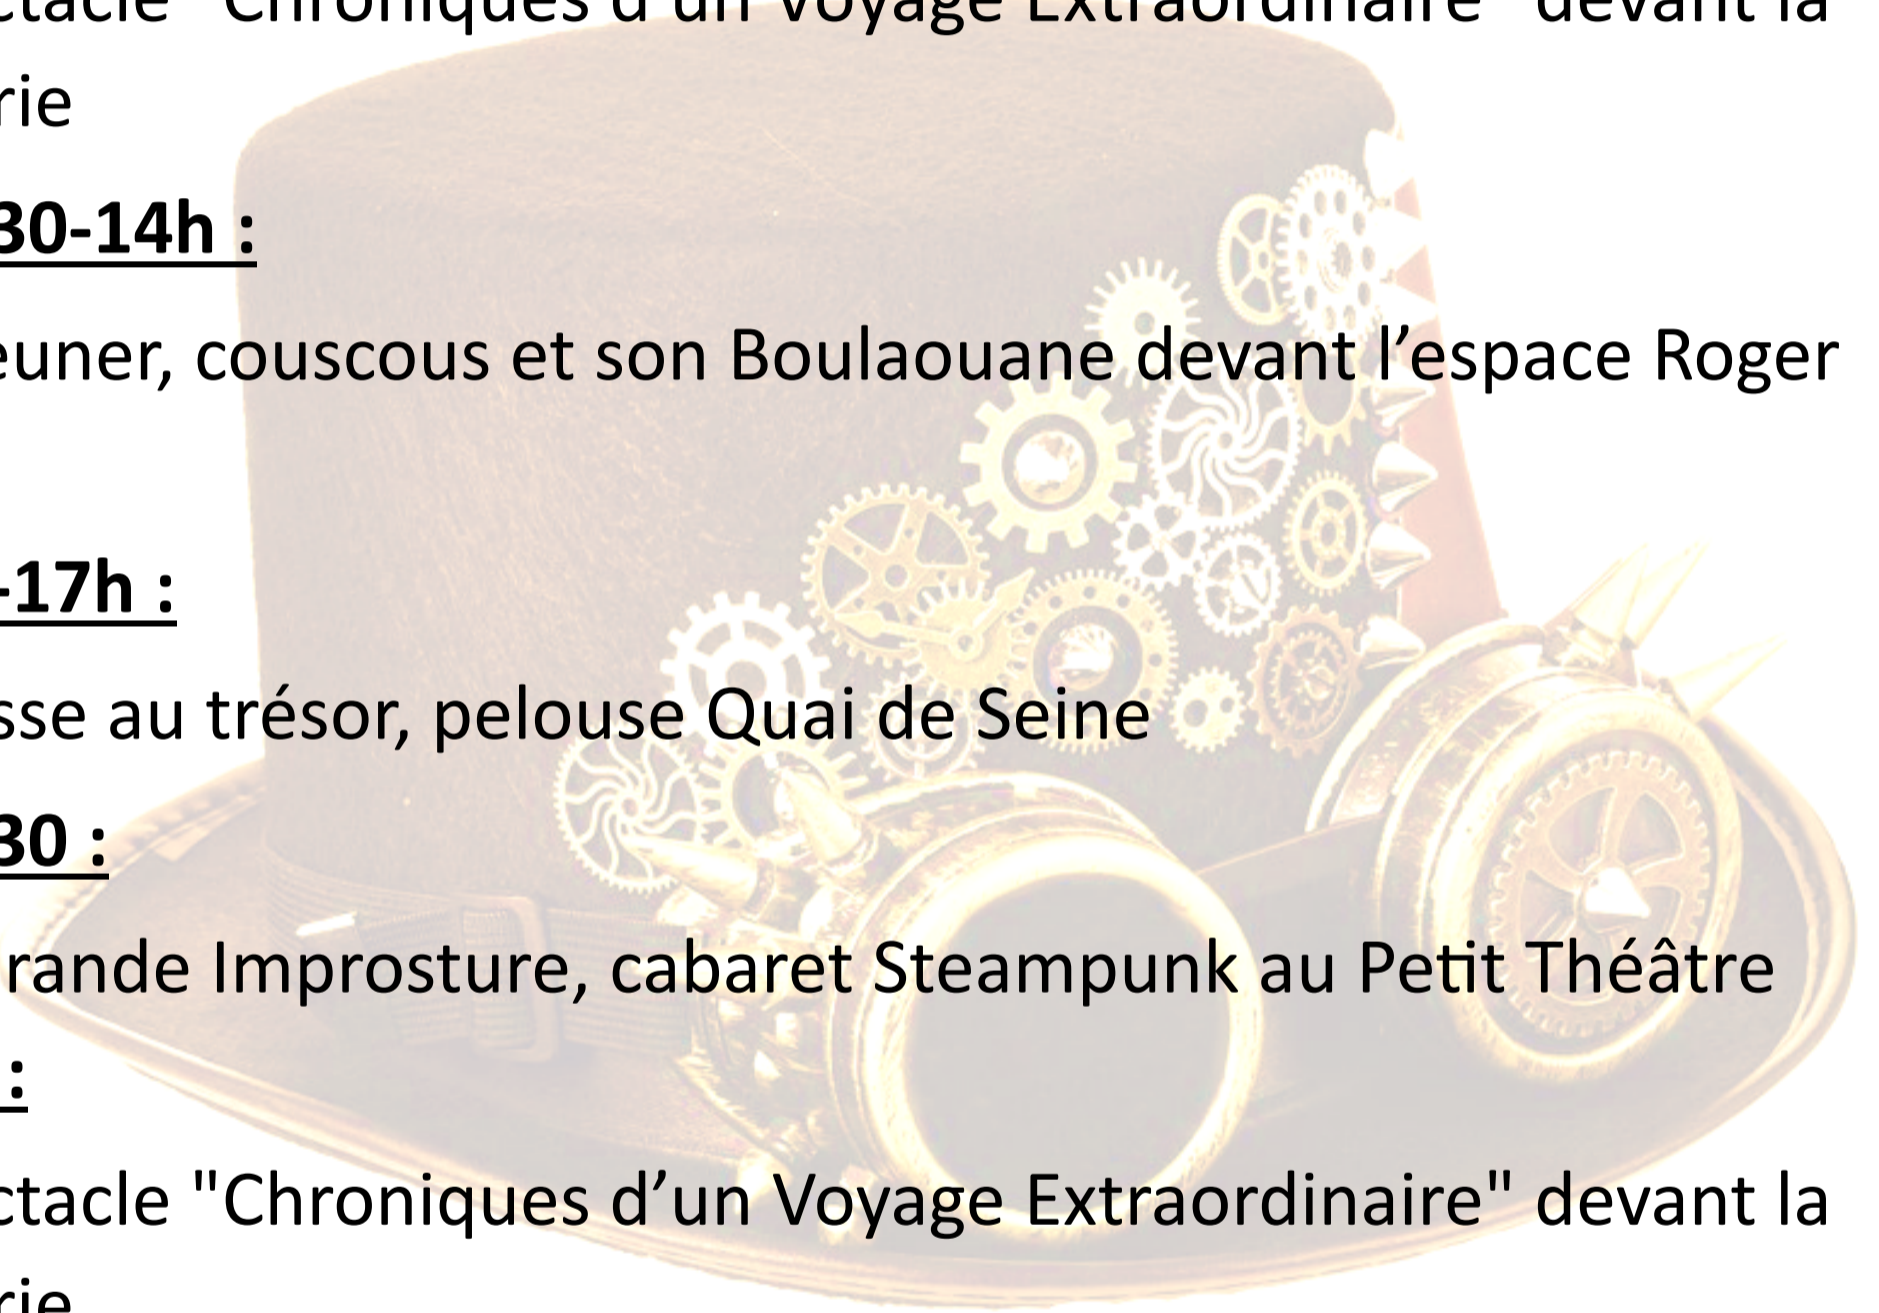 ctacle "Chroniques d’un Voyage Extraordinaire" devant la
rie
30-14h :
euner, couscous et son Boulaouane devant l’espace Roger
-17h :
sse au trésor, pelouse Quai de Seine
30 :
rande Improsture, cabaret Steampunk au Petit Théâtre
:
ctacle "Chroniques d’un Voyage Extraordinaire" devant la
rie